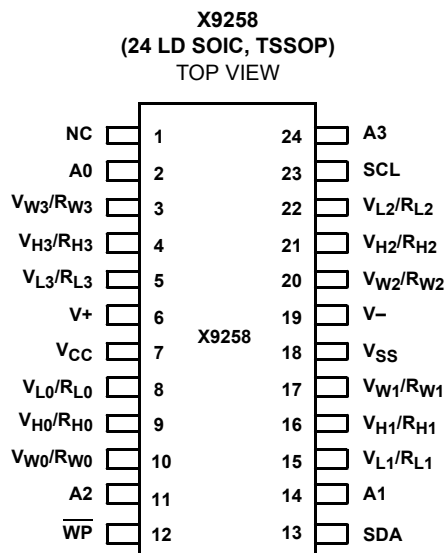 X9258
(24 LD SOIC, TSSOP)
TOP VIEW
NC 1 24 A3
A0 2 23 SCL
VW3/RW3 3 22 VL2/RL2
VH3/RH3 4 21 VH2/RH2
VL3/RL3 5 20 VW2/RW2
V+ 6 19 V–
X9258
VCC 7 18 VSS
VL0/RL0 8 17 VW1/RW1
VH0/RH0 9 16 VH1/RH1
VW0/RW0 10 15 VL1/RL1
A2 11 14 A1
WP 12 13 SDA